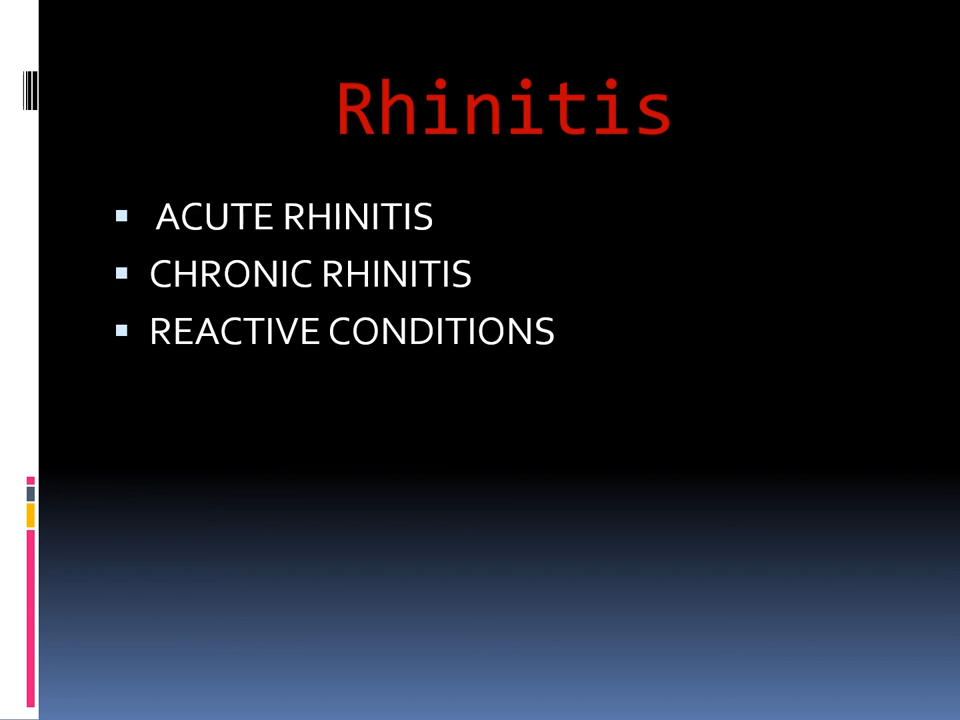 Rhinitis
ACUTE RHINITIS
CHRONIC RHINITIS
REACTIVE CONDITIONS